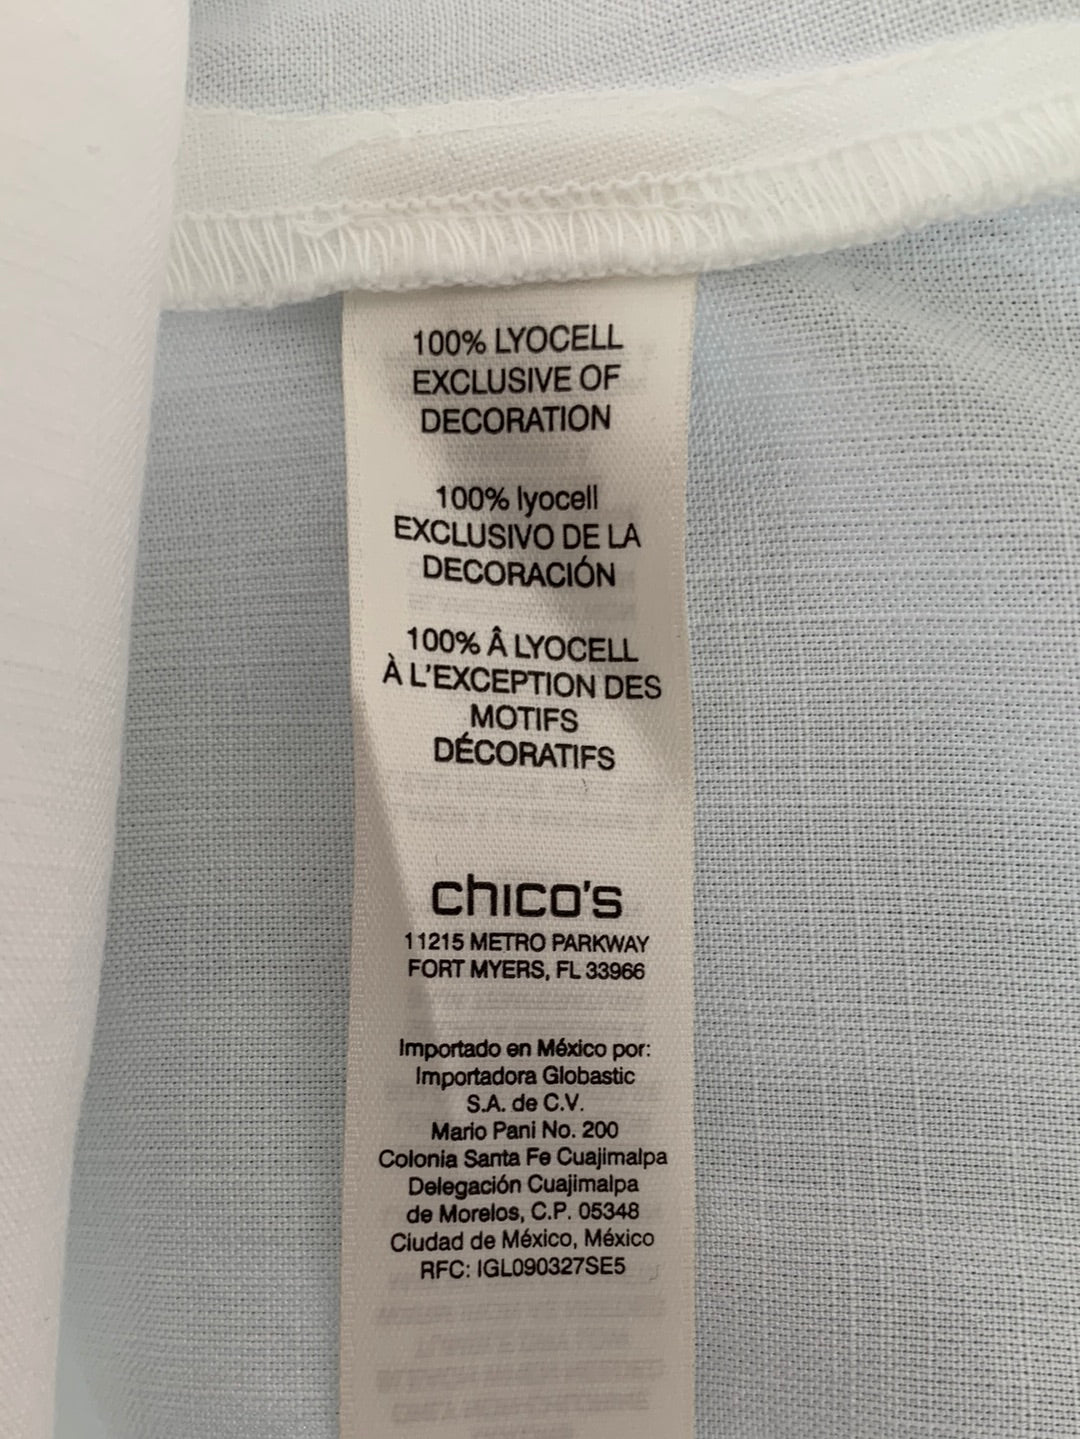 100% LYOCELL
EXCLUSIVE OF
DECORATION
100% lyocell
EXCLUSIVO DE LA
DECORACIÓN
100% Â LYOCELL
À L'EXCEPTION DES
MOTIFS
DÉCORATIFS
chico's
11215 METRO PARKWAY
FORT MYERS, FL 33966
Importado en México por:
Importadora Globastic
S.A. de C.V.
Mario Pani No. 200
Colonia Santa Fe Cuajimalpa
Delegación Cuajimalpa
de Morelos, C.P. 05348
Ciudad de México, México
RFC: IGL090327SE5